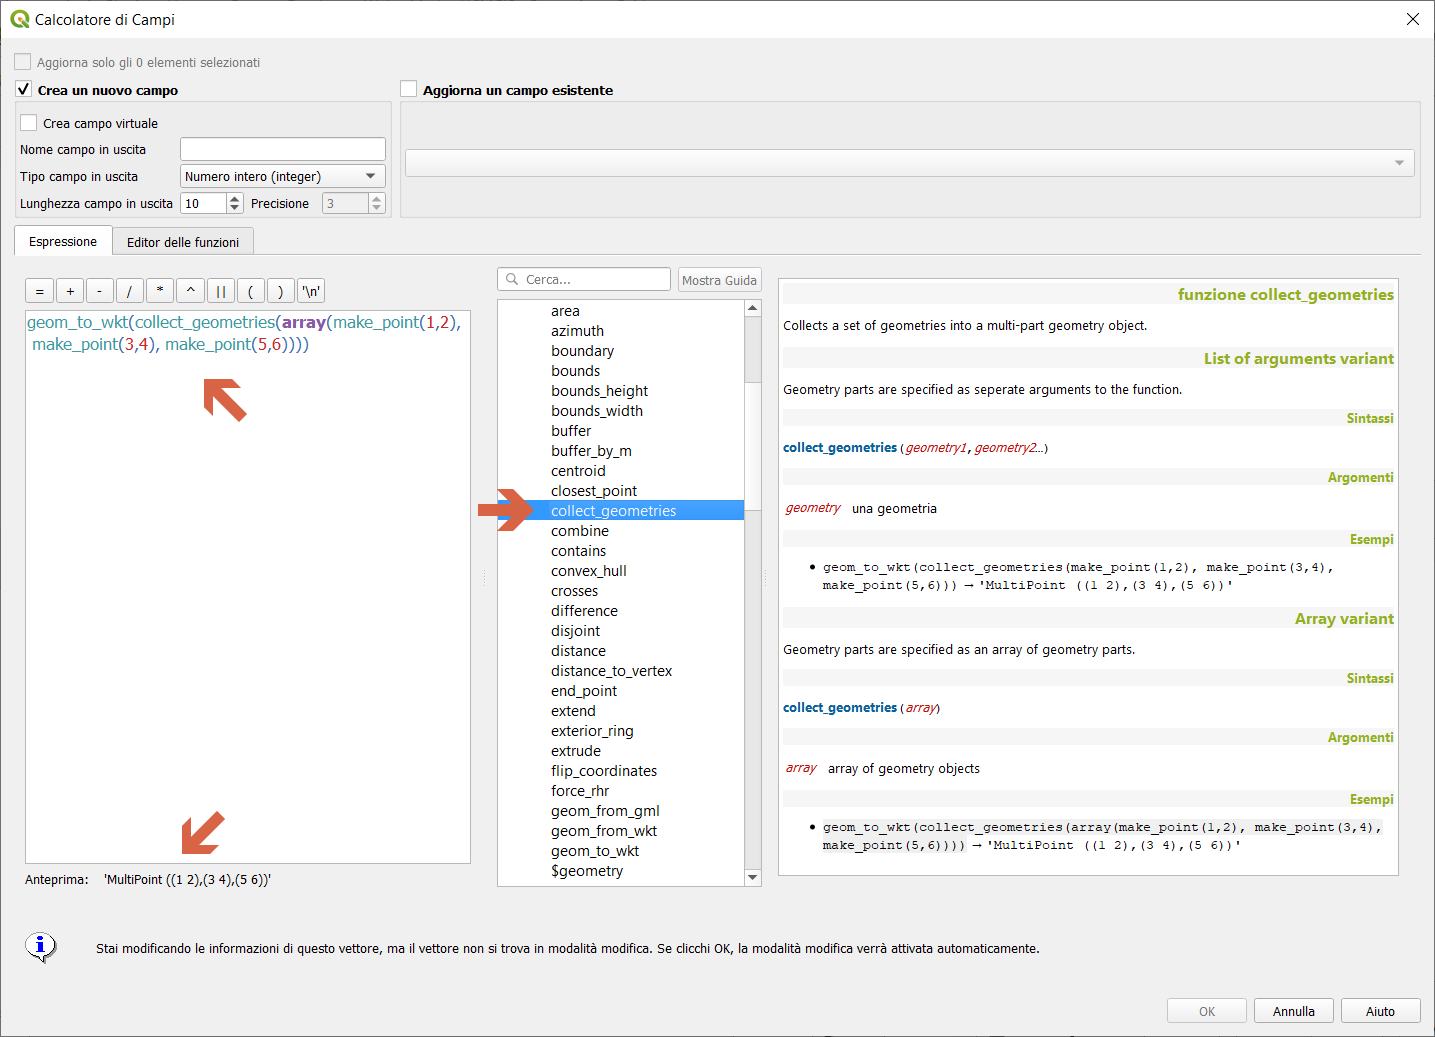 Calcolatore di Campi
Aggiorna solo gli 0 elementi selezionati
Crea un nuovo campo
Aggiorna un campo esistente
Crea campo virtuale
Nome campo in uscita
Tipo campo in uscita Numero intero (integer)
Lunghezza campo in uscita 10 Precisione 3
Espressione Editor delle funzioni
= + - / * ^ || ( ) '\n'
geom_to_wkt(collect_geometries(array(make_point(1,2),
make_point(3,4), make_point(5,6))))
Anteprima: 'MultiPoint ((1 2),(3 4),(5 6))'
Cerca... Mostra Guida
area
azimuth
boundary
bounds
bounds_height
bounds_width
buffer
buffer_by_m
centroid
closest_point
collect_geometries
combine
contains
convex_hull
crosses
difference
disjoint
distance
distance_to_vertex
end_point
extend
exterior_ring
extrude
flip_coordinates
force_rhr
geom_from_gml
geom_from_wkt
geom_to_wkt
$geometry
funzione collect_geometries
Collects a set of geometries into a multi-part geometry object.
List of arguments variant
Geometry parts are specified as seperate arguments to the function.
Sintassi
collect_geometries (geometry1, geometry2...)
Argomenti
geometry una geometria
Esempi
• geom_to_wkt(collect_geometries(make_point(1,2), make_point(3,4),
make_point(5,6))) → 'MultiPoint ((1 2),(3 4),(5 6))'
Array variant
Geometry parts are specified as an array of geometry parts.
Sintassi
collect_geometries (array)
Argomenti
array array of geometry objects
Esempi
• geom_to_wkt(collect_geometries(array(make_point(1,2), make_point(3,4),
make_point(5,6)))) → 'MultiPoint ((1 2),(3 4),(5 6))'
Stai modificando le informazioni di questo vettore, ma il vettore non si trova in modalità modifica. Se clicchi OK, la modalità modifica verrà attivata automaticamente.
OK Annulla Aiuto